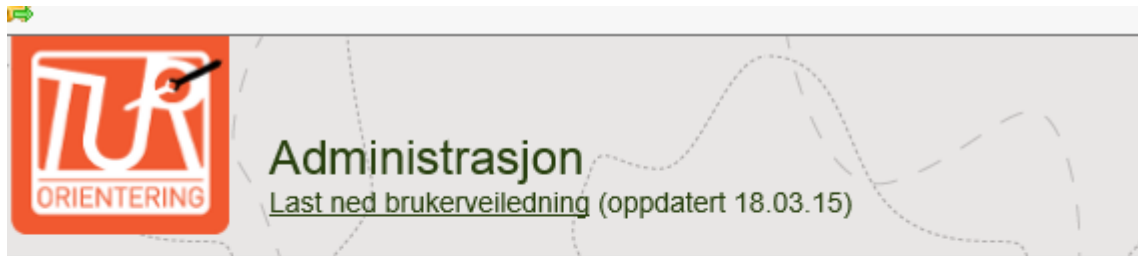 TUR
ORIENTERING
Administrasjon
Last ned brukerveiledning (oppdatert 18.03.15)